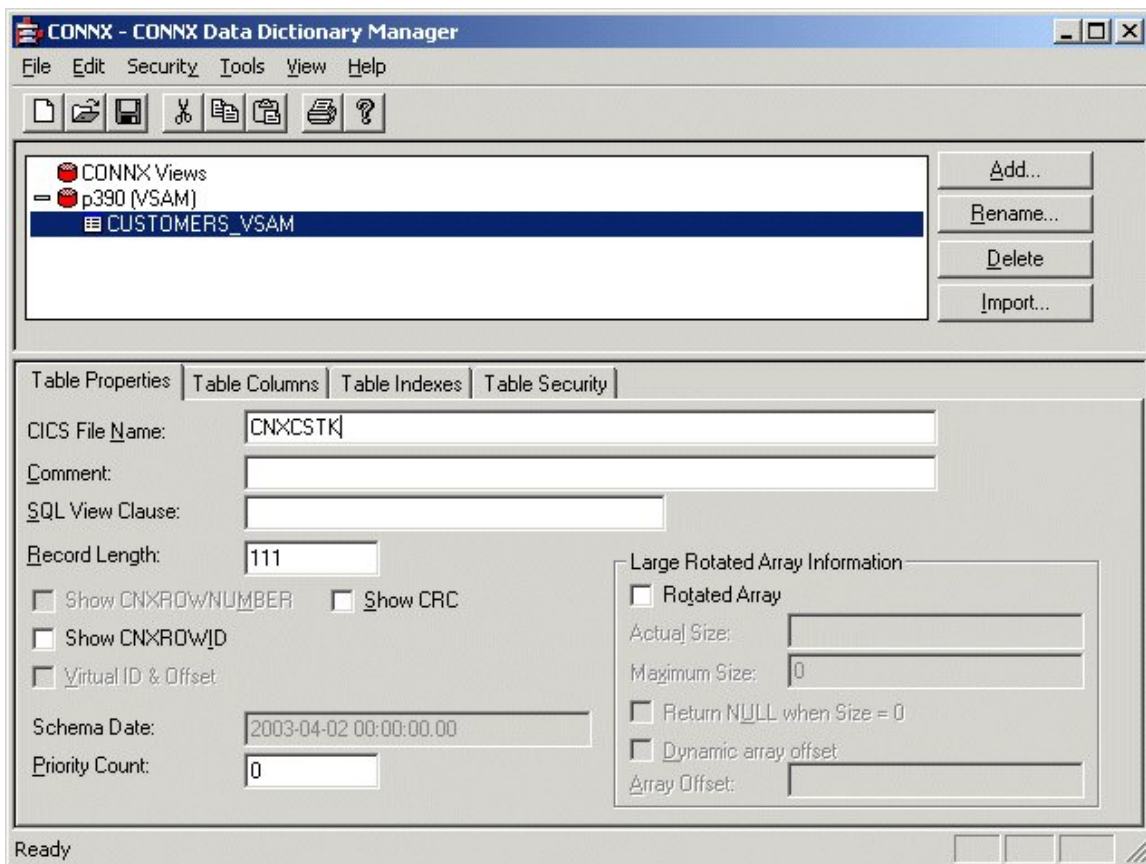 CONNX - CONNX Data Dictionary Manager
File Edit Security Tools View Help
CONNX Views
p390 (VSAM)
CUSTOMERS_VSAM
Add...
Rename...
Delete
Import...
Table Properties Table Columns Table Indexes Table Security
CICS File Name: CNXCSTK
Comment:
SQL View Clause:
Record Length: 111
Show CNXROWNUMBER Show CRC
Show CNXROWID
Virtual ID & Offset
Schema Date: 2003-04-02 00:00:00.00
Priority Count: 0
Large Rotated Array Information
Rotated Array
Actual Size:
Maximum Size: 0
Return NULL when Size = 0
Dynamic array offset
Array Offset:
Ready